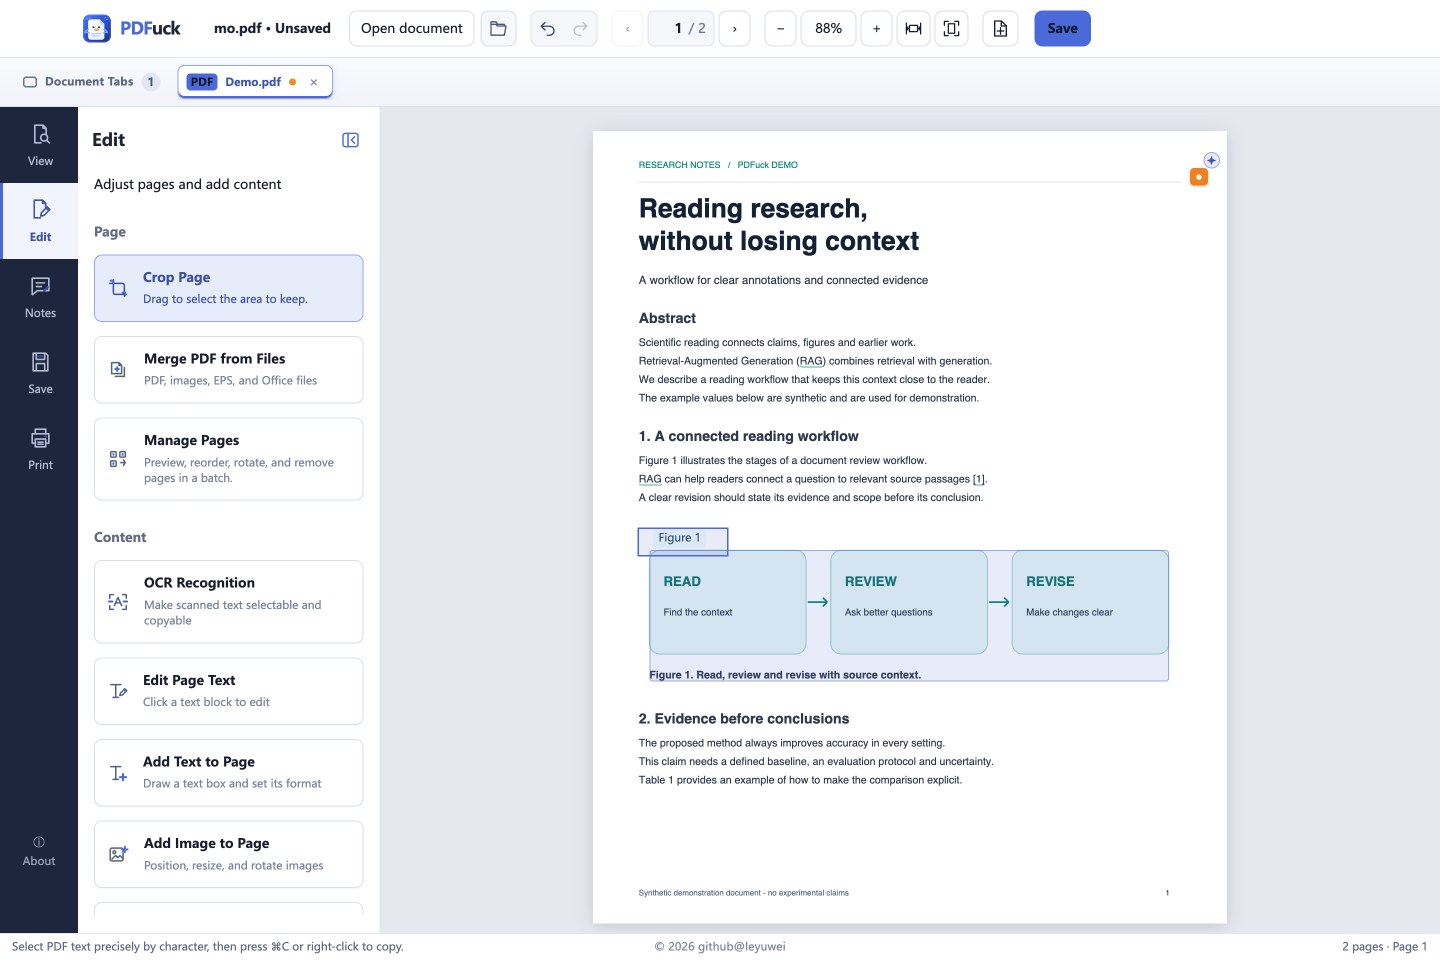 PDFuck
mo.pdf • Unsaved
Open document
‹
1 / 2
›
−
88%
+
Save
Document Tabs 1
PDF Demo.pdf ×
View
Edit
Notes
Save
Print
About
Edit
Adjust pages and add content
Page
Crop Page
Drag to select the area to keep.
Merge PDF from Files
PDF, images, EPS, and Office files
Manage Pages
Preview, reorder, rotate, and remove
pages in a batch.
Content
OCR Recognition
Make scanned text selectable and
copyable
Edit Page Text
Click a text block to edit
Add Text to Page
Draw a text box and set its format
Add Image to Page
Position, resize, and rotate images
RESEARCH NOTES / PDFuck DEMO
Reading research,
without losing context
A workflow for clear annotations and connected evidence
Abstract
Scientific reading connects claims, figures and earlier work.
Retrieval-Augmented Generation (RAG) combines retrieval with generation.
We describe a reading workflow that keeps this context close to the reader.
The example values below are synthetic and are used for demonstration.
1. A connected reading workflow
Figure 1 illustrates the stages of a document review workflow.
RAG can help readers connect a question to relevant source passages [1].
A clear revision should state its evidence and scope before its conclusion.
Figure 1
READ
Find the context
REVIEW
Ask better questions
REVISE
Make changes clear
Figure 1. Read, review and revise with source context.
2. Evidence before conclusions
The proposed method always improves accuracy in every setting.
This claim needs a defined baseline, an evaluation protocol and uncertainty.
Table 1 provides an example of how to make the comparison explicit.
Synthetic demonstration document - no experimental claims
1
Select PDF text precisely by character, then press ⌘C or right-click to copy.
© 2026 github@leyuwei
2 pages · Page 1